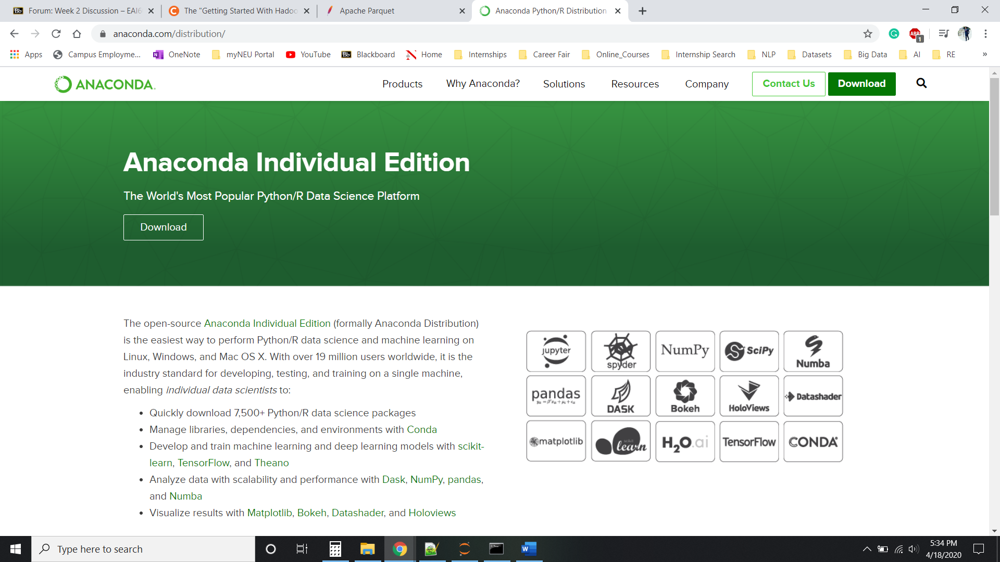 Forum: Week 2 Discussion – EAI6
The "Getting Started With Hadoo
Apache Parquet
Anaconda Python/R Distribution
anaconda.com/distribution/
ABP
1
Apps
Campus Employme...
OneNote
myNEU Portal
YouTube
Bb
Blackboard
Home
Internships
Career Fair
Online_Courses
Internship Search
NLP
Datasets
Big Data
AI
RE
»
ANACONDA.
Products
Why Anaconda?
Solutions
Resources
Company
Contact Us
Download
Anaconda Individual Edition
The World's Most Popular Python/R Data Science Platform
Download
The open-source Anaconda Individual Edition (formally Anaconda Distribution)
is the easiest way to perform Python/R data science and machine learning on
Linux, Windows, and Mac OS X. With over 19 million users worldwide, it is the
industry standard for developing, testing, and training on a single machine,
enabling individual data scientists to:
• Quickly download 7,500+ Python/R data science packages
• Manage libraries, dependencies, and environments with Conda
• Develop and train machine learning and deep learning models with scikit-
learn, TensorFlow, and Theano
• Analyze data with scalability and performance with Dask, NumPy, pandas,
and Numba
• Visualize results with Matplotlib, Bokeh, Datashader, and Holoviews
jupyter
spyder
NumPy
SciPy
Numba
pandas
DASK
Bokeh
HoloViews
Datashader
matplotlib
scikit
learn
H2O.ai
TensorFlow
CONDA
Type here to search
5:34 PM
4/18/2020